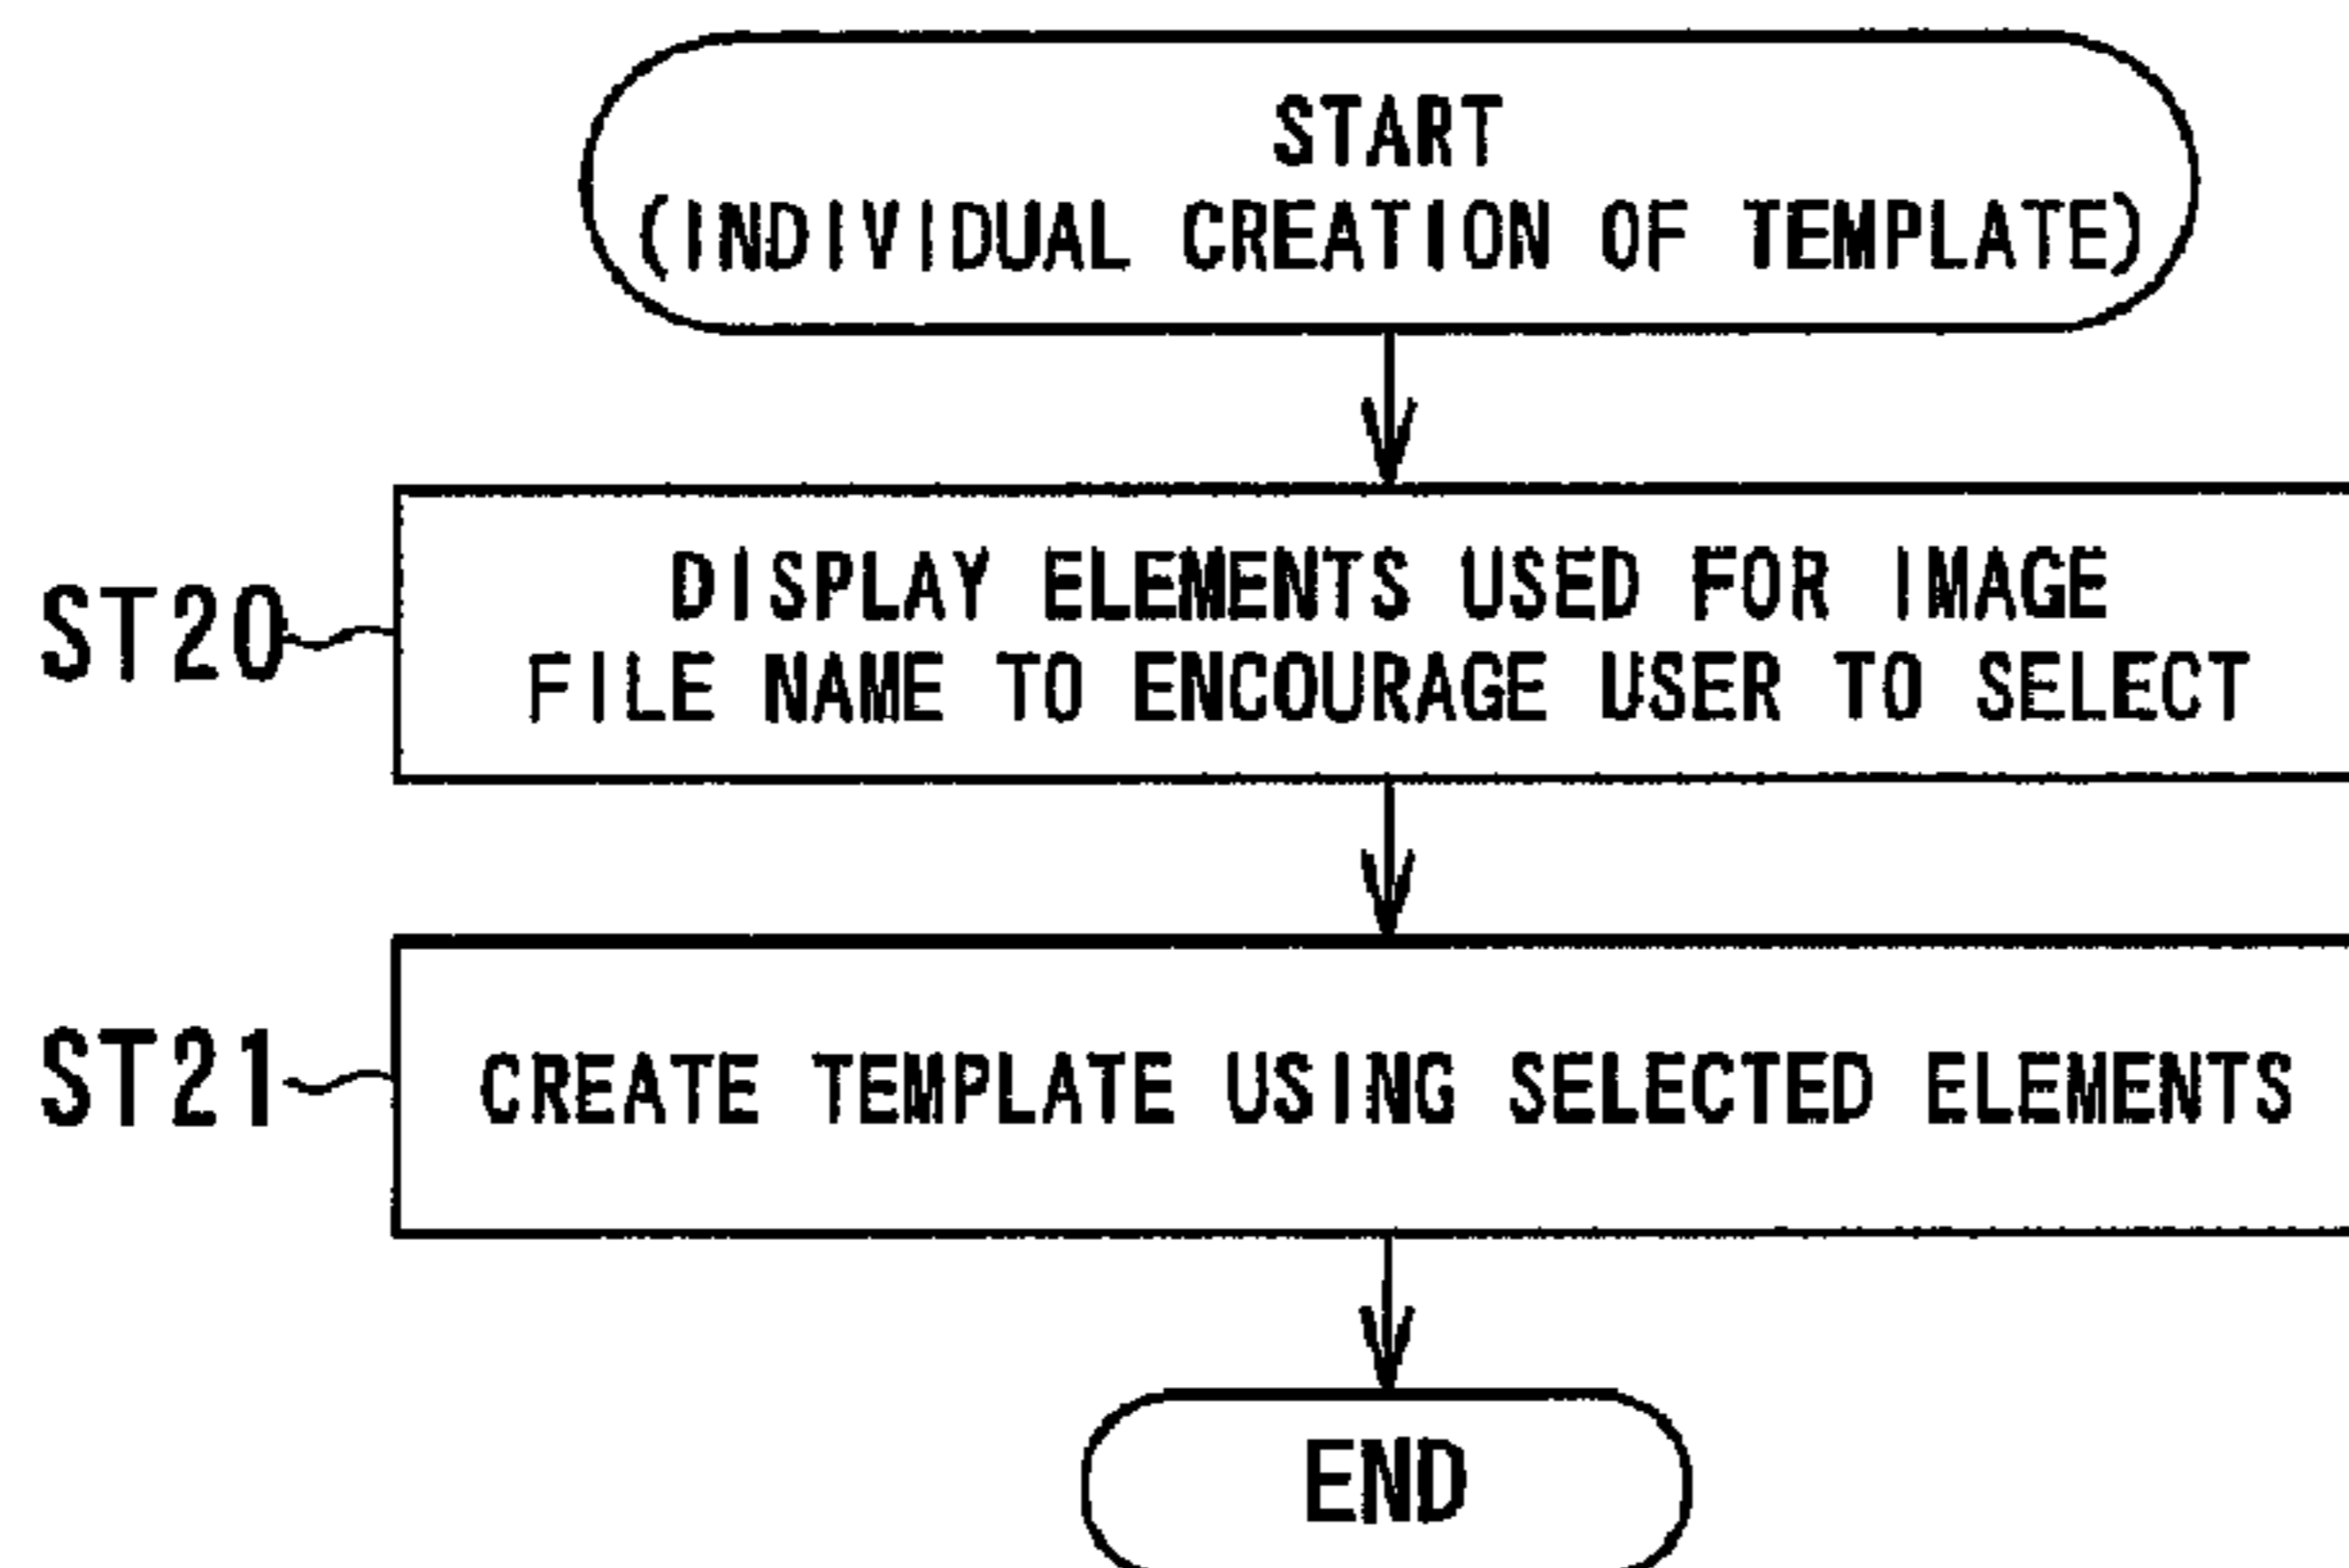 START
(INDIVIDUAL CREATION OF TEMPLATE)
ST20
DISPLAY ELEMENTS USED FOR IMAGE
FILE NAME TO ENCOURAGE USER TO SELECT
ST21
CREATE TEMPLATE USING SELECTED ELEMENTS
END